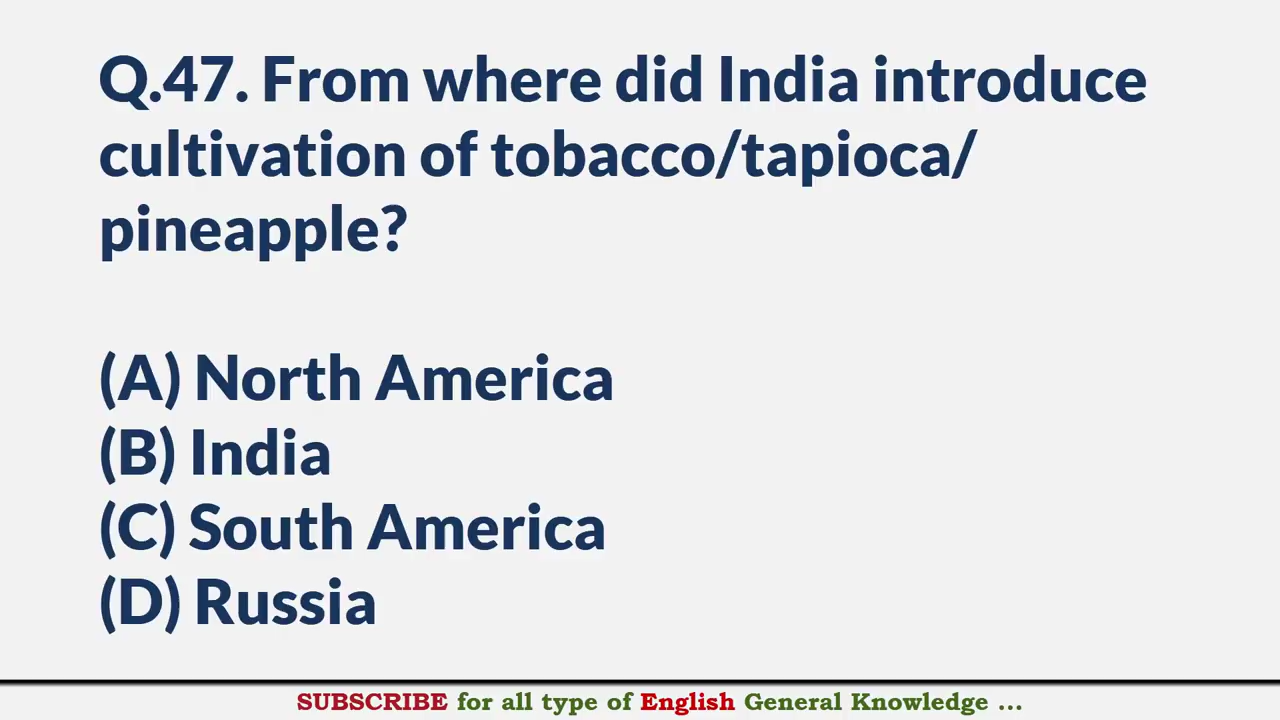 Q.47. From where did India introduce
cultivation of tobacco/tapioca/
pineapple?
(A) North America
(B) India
(C) South America
(D) Russia
SUBSCRIBE for all type of English General Knowledge ...